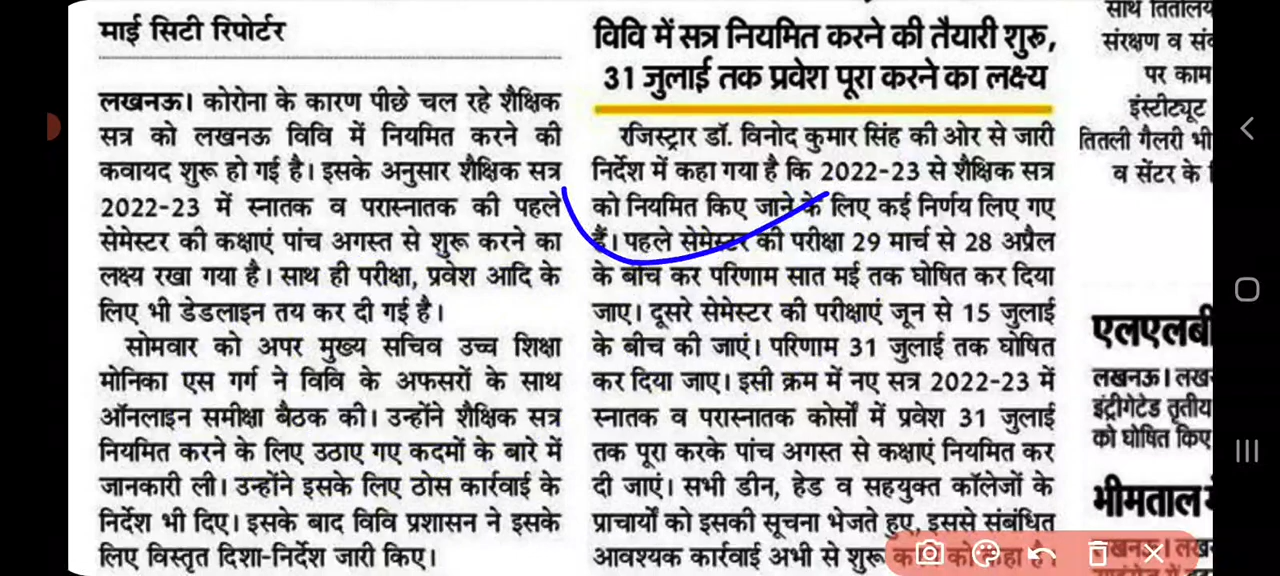 माई सिटी रिपोर्टर
लखनऊ। कोरोना के कारण पीछे चल रहे शैक्षिक
सत्र को लखनऊ विवि में नियमित करने की
कवायद शुरू हो गई है। इसके अनुसार शैक्षिक सत्र
2022-23 में स्नातक व परास्नातक की पहले
सेमेस्टर की कक्षाएं पांच अगस्त से शुरू करने का
लक्ष्य रखा गया है। साथ ही परीक्षा, प्रवेश आदि के
लिए भी डेडलाइन तय कर दी गई है।
सोमवार को अपर मुख्य सचिव उच्च शिक्षा
मोनिका एस गर्ग ने विवि के अफसरों के साथ
ऑनलाइन समीक्षा बैठक की। उन्होंने शैक्षिक सत्र
नियमित करने के लिए उठाए गए कदमों के बारे में
जानकारी ली। उन्होंने इसके लिए ठोस कार्रवाई के
निर्देश भी दिए। इसके बाद विवि प्रशासन ने इसके
लिए विस्तृत दिशा-निर्देश जारी किए।
विवि में सत्र नियमित करने की तैयारी शुरू,
31 जुलाई तक प्रवेश पूरा करने का लक्ष्य
रजिस्ट्रार डॉ. विनोद कुमार सिंह की ओर से जारी
निर्देश में कहा गया है कि 2022-23 से शैक्षिक सत्र
को नियमित किए जाने के लिए कई निर्णय लिए गए
हैं। पहले सेमेस्टर की परीक्षा 29 मार्च से 28 अप्रैल
के बीच कर परिणाम सात मई तक घोषित कर दिया
जाए। दूसरे सेमेस्टर की परीक्षाएं जून से 15 जुलाई
के बीच की जाएं। परिणाम 31 जुलाई तक घोषित
कर दिया जाए। इसी क्रम में नए सत्र 2022-23 में
स्नातक व परास्नातक कोर्सों में प्रवेश 31 जुलाई
तक पूरा करके पांच अगस्त से कक्षाएं नियमित कर
दी जाएं। सभी डीन, हेड व सहयुक्त कॉलेजों के
प्राचार्यों को इसकी सूचना भेजते हुए, इससे संबंधित
आवश्यक कार्रवाई अभी से शुरू को कहा है।
साथ
संरक्षण व
पर काम
इंस्टीट्यूट
तितली गैलरी भी
व सेंटर के
एलएलबी
लखनऊ।
इंट्रीगेटेड तृतीय
को घोषित किए
भीमताल
लखनऊ।